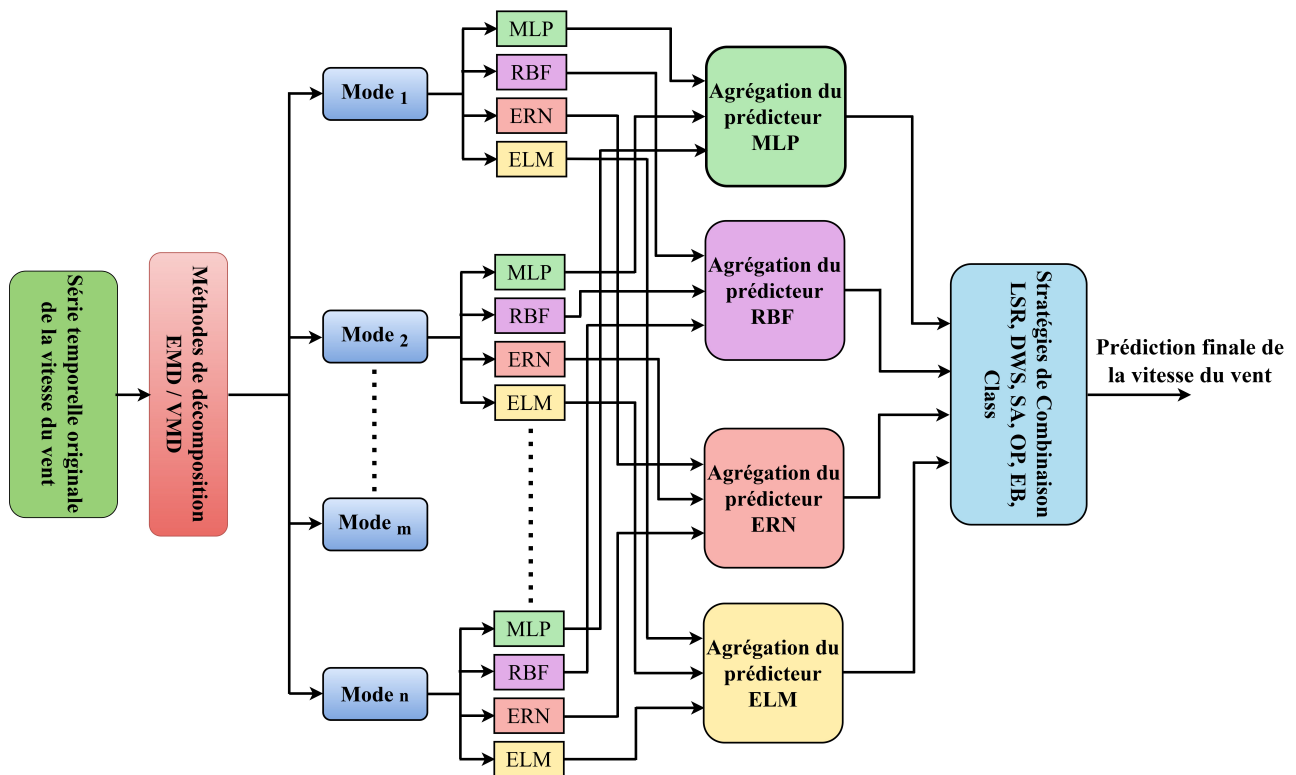 Série temporelle originale
de la vitesse du vent
Méthodes de décomposition
EMD / VMD
Mode 1
Mode 2
Mode m
Mode n
MLP
RBF
ERN
ELM
MLP
RBF
ERN
ELM
MLP
RBF
ERN
ELM
Agrégation du
prédicteur
MLP
Agrégation du
prédicteur
RBF
Agrégation du
prédicteur
ERN
Agrégation du
prédicteur
ELM
Stratégies de Combinaison
LSR, DWS, SA, OP, EB,
Class
Prédiction finale de
la vitesse du vent